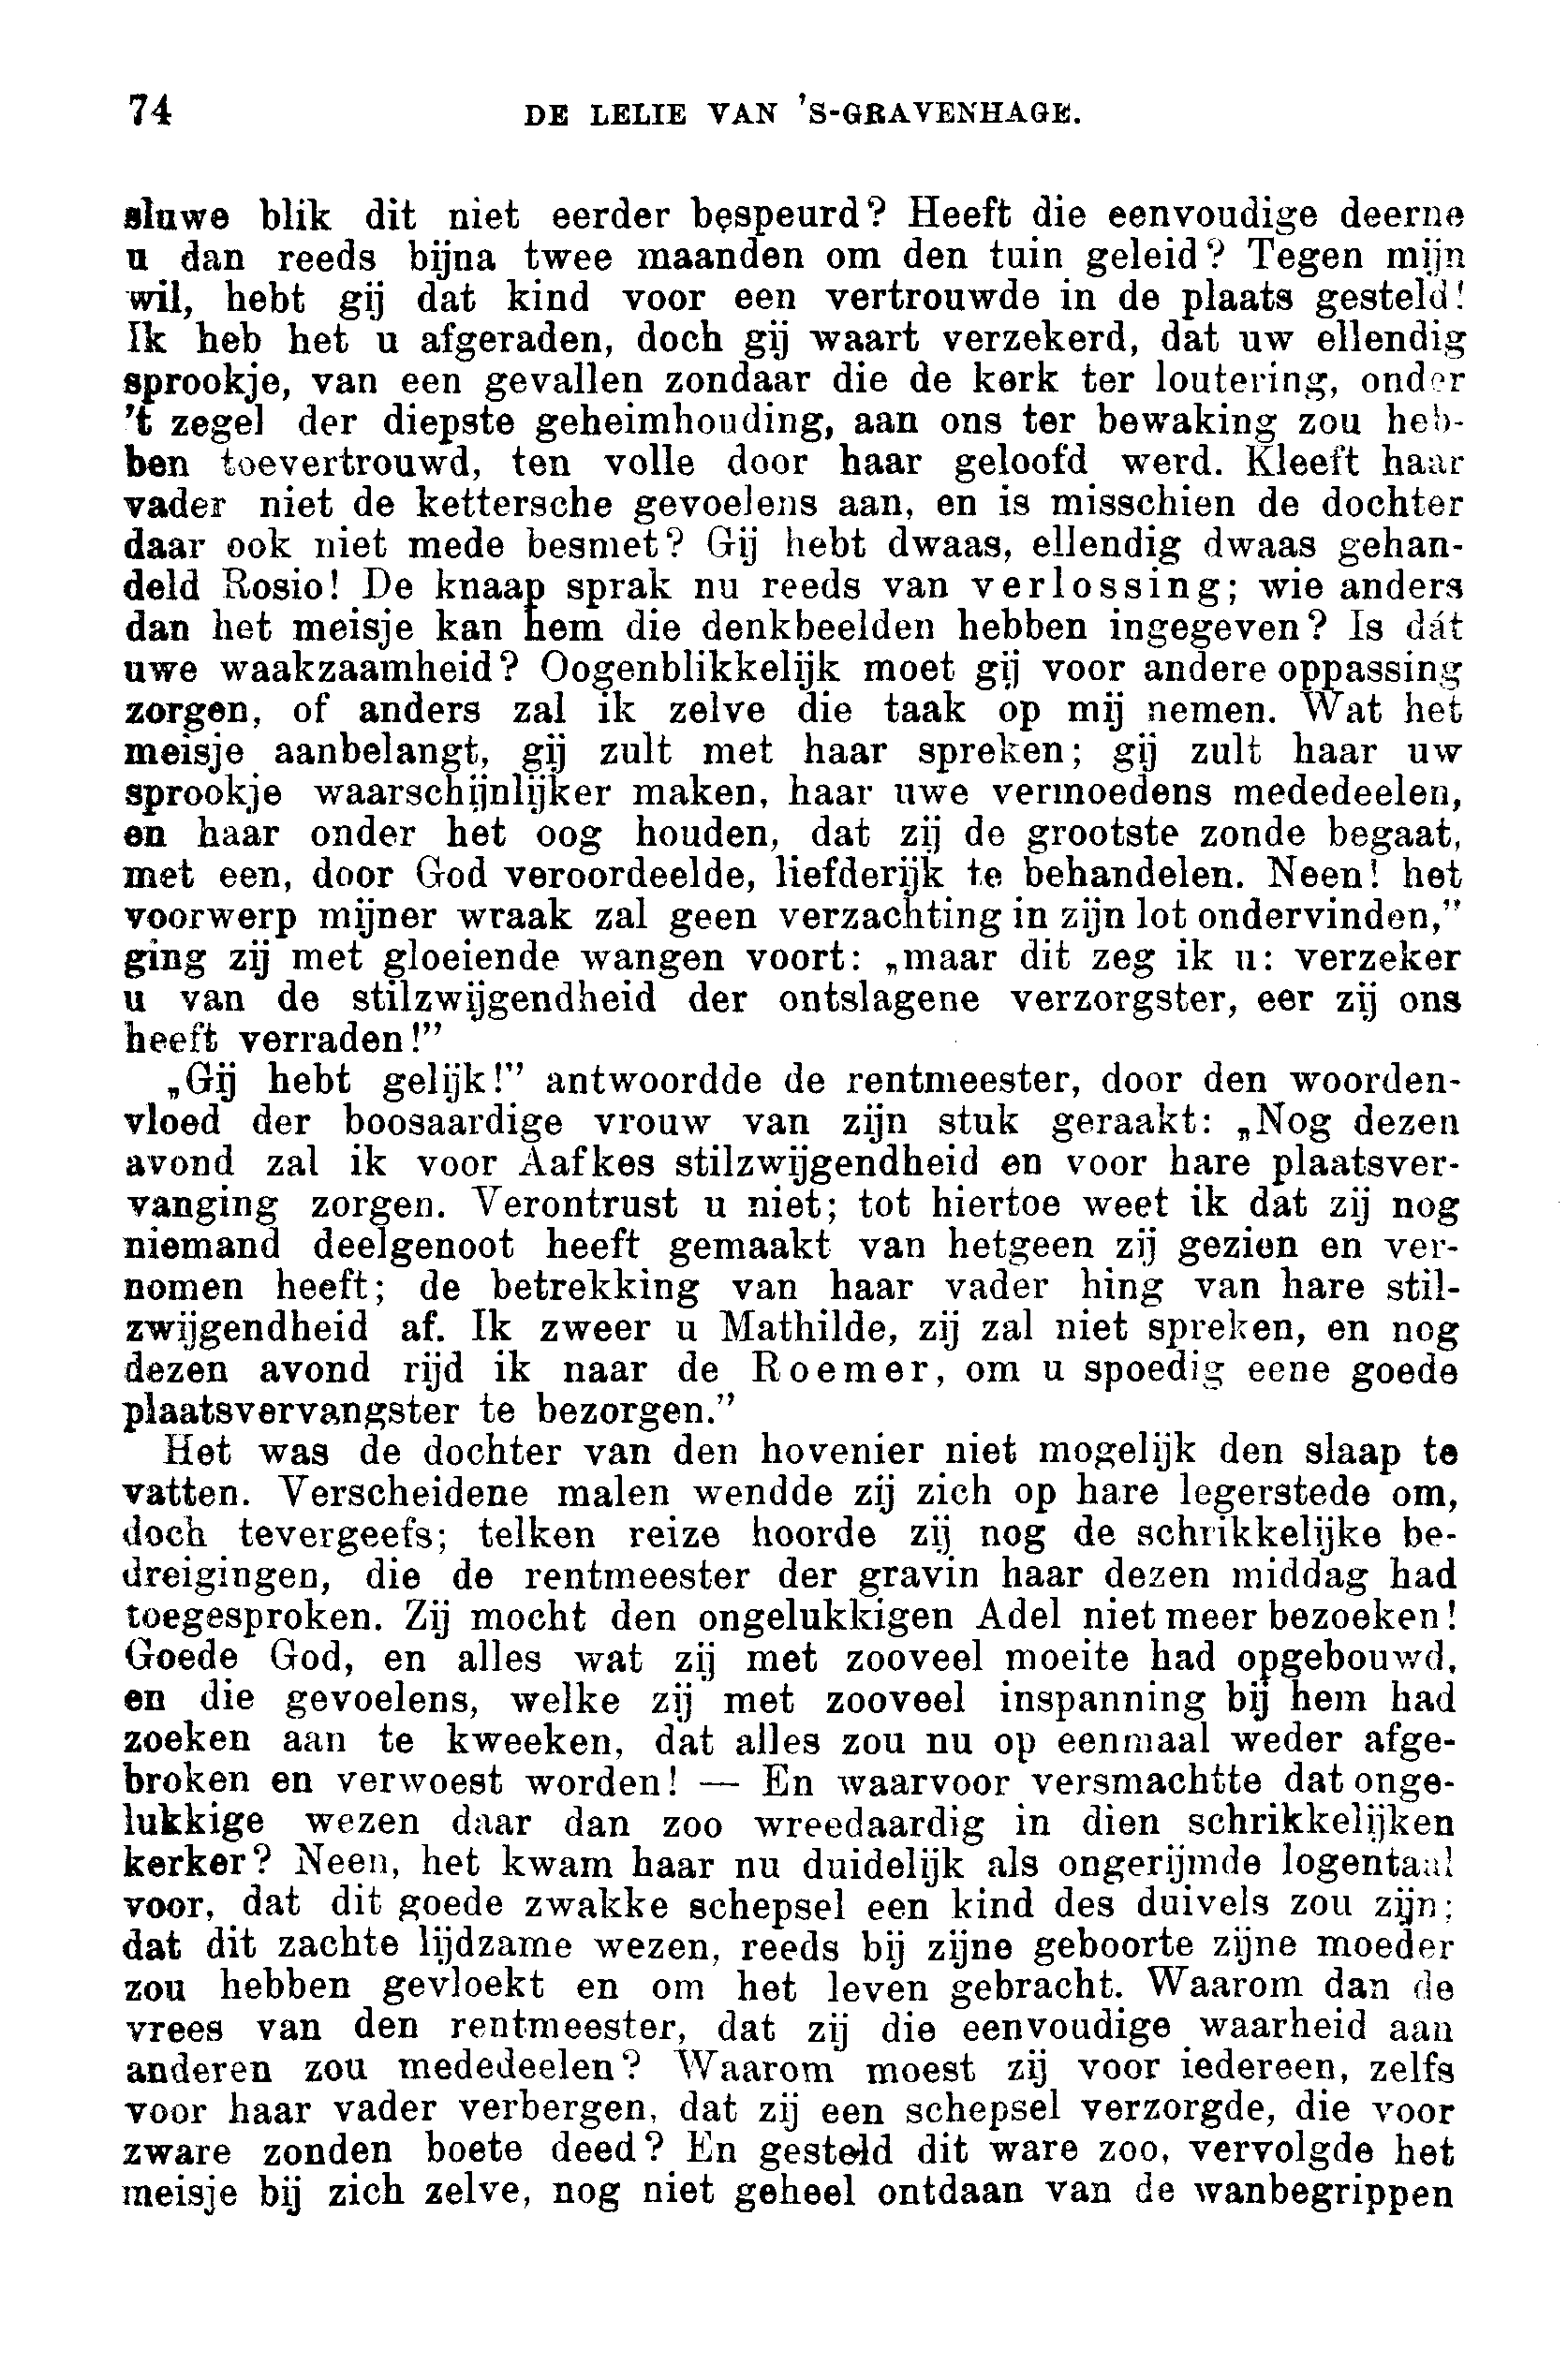 74 DE LELIE VAN 'S-GRAVENHAGE.
sluwe blik dit niet eerder bespeurd? Heeft die eenvoudige deerne
u dan reeds bijna twee maanden om den tuin geleid? Tegen mijn
wil, hebt gij dat kind voor een vertrouwde in de plaats gesteld!
Ik heb het u afgeraden, doch gij waart verzekerd, dat uw ellendig
sprookje, van een gevallen zondaar die de kerk ter loutering, onder
't zegel der diepste geheimhouding, aan ons ter bewaking zou heb-
ben toevertrouwd, ten volle door haar geloofd werd. Kleeft haar
vader niet de kettersche gevoelens aan, en is misschien de dochter
daar ook niet mede besmet? Gij hebt dwaas, ellendig dwaas gehan-
deld Rosio! De knaap sprak nu reeds van verlossing; wie anders
dan het meisje kan hem die denkbeelden hebben ingegeven? Is dát
uwe waakzaamheid? Oogenblikkelijk moet gij voor andere oppassing
zorgen, of anders zal ik zelve die taak op mij nemen. Wat het
meisje aanbelangt, gij zult met haar spreken; gij zult haar uw
sprookje waarschijnlijker maken, haar uwe vermoedens mededeelen,
en haar onder het oog houden, dat zij de grootste zonde begaat,
met een, door God veroordeelde, liefderijk te behandelen. Neen! het
voorwerp mijner wraak zal geen verzachting in zijn lot ondervinden,”
ging zij met gloeiende wangen voort: „maar dit zeg ik u: verzeker
u van de stilzwijgendheid der ontslagene verzorgster, eer zij ons
heeft verraden!”
„Gij hebt gelijk!” antwoordde de rentmeester, door den woorden-
vloed der boosaardige vrouw van zijn stuk geraakt: „Nog dezen
avond zal ik voor Aafkes stilzwijgendheid en voor hare plaatsver-
vanging zorgen. Verontrust u niet; tot hiertoe weet ik dat zij nog
niemand deelgenoot heeft gemaakt van hetgeen zij gezien en ver-
nomen heeft; de betrekking van haar vader hing van hare stil-
zwijgendheid af. Ik zweer u Mathilde, zij zal niet spreken, en nog
dezen avond rijd ik naar de Roemer, om u spoedig eene goede
plaatsvervangster te bezorgen.”
Het was de dochter van den hovenier niet mogelijk den slaap te
vatten. Verscheidene malen wendde zij zich op hare legerstede om,
doch tevergeefs; telken reize hoorde zij nog de schrikkelijke be-
dreigingen, die de rentmeester der gravin haar dezen middag had
toegesproken. Zij mocht den ongelukkigen Adel niet meer bezoeken!
Goede God, en alles wat zij met zooveel moeite had opgebouwd,
en die gevoelens, welke zij met zooveel inspanning bij hem had
zoeken aan te kweeken, dat alles zou nu op eenmaal weder afge-
broken en verwoest worden! — En waarvoor versmachtte dat onge-
lukkige wezen daar dan zoo wreedaardig in dien schrikkelijken
kerker? Neen, het kwam haar nu duidelijk als ongerijmde logentaal
voor, dat dit goede zwakke schepsel een kind des duivels zou zijn;
dat dit zachte lijdzame wezen, reeds bij zijne geboorte zijne moeder
zou hebben gevloekt en om het leven gebracht. Waarom dan de
vrees van den rentmeester, dat zij die eenvoudige waarheid aan
anderen zou mededeelen? Waarom moest zij voor iedereen, zelfs
voor haar vader verbergen, dat zij een schepsel verzorgde, die voor
zware zonden boete deed? En gesteld dit ware zoo, vervolgde het
meisje bij zich zelve, nog niet geheel ontdaan van de wanbegrippen